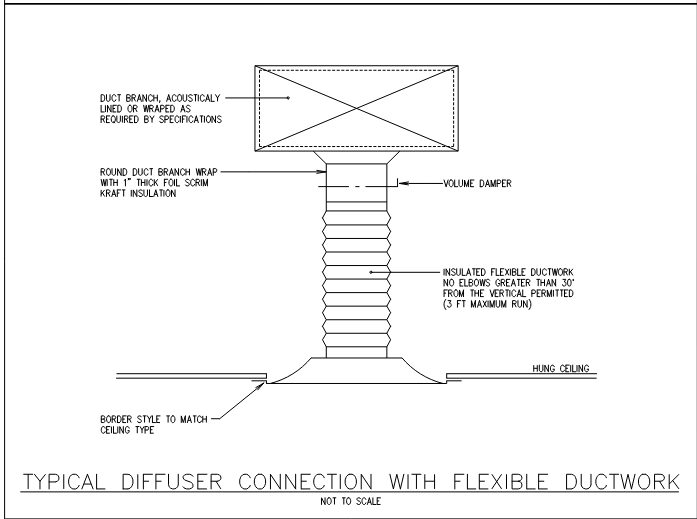 DUCT BRANCH, ACOUSTICALY
LINED OR WRAPED AS
REQUIRED BY SPECIFICATIONS
ROUND DUCT BRANCH WRAP
WITH 1" THICK FOIL SCRIM
KRAFT INSULATION
VOLUME DAMPER
INSULATED FLEXIBLE DUCTWORK
NO ELBOWS GREATER THAN 30°
FROM THE VERTICAL PERMITTED
(3 FT MAXIMUM RUN)
HUNG CEILING
BORDER STYLE TO MATCH
CEILING TYPE
TYPICAL DIFFUSER CONNECTION WITH FLEXIBLE DUCTWORK
NOT TO SCALE